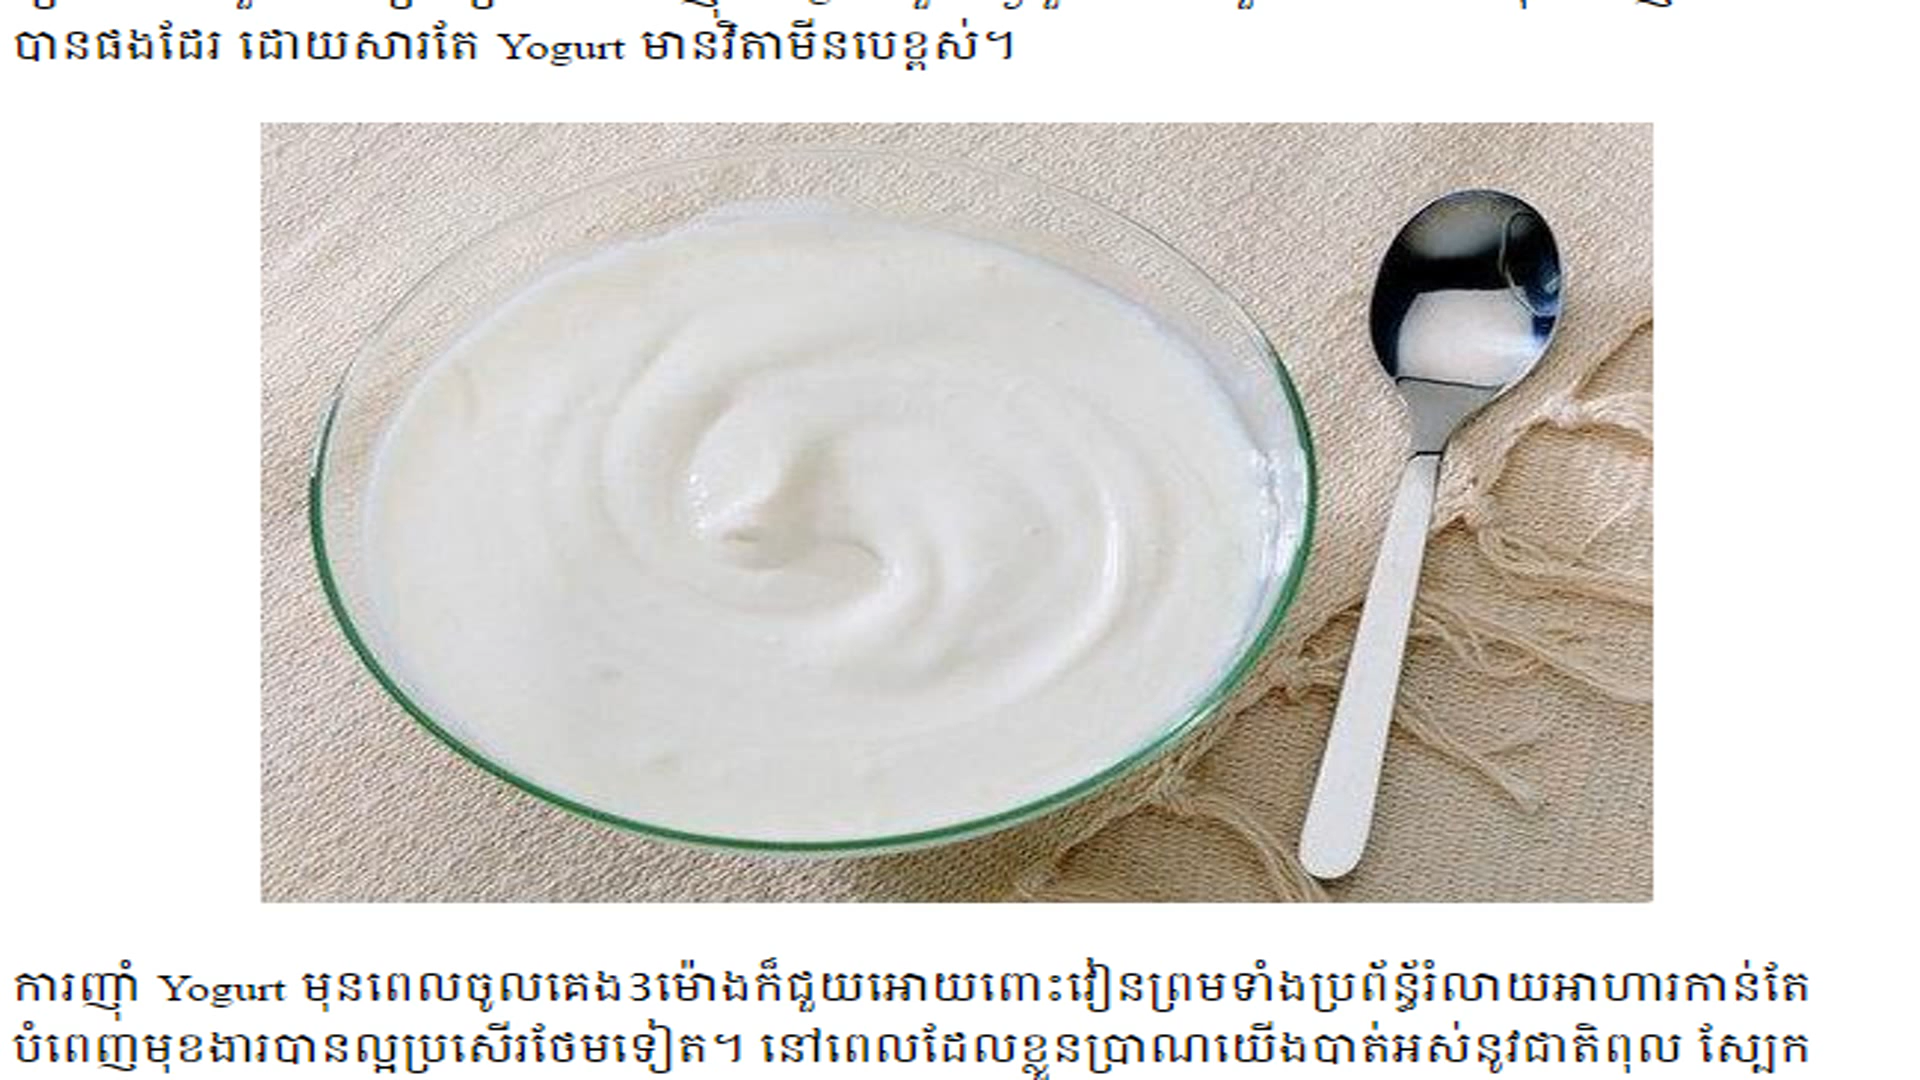 បានផងដែរ ដោយសារតែ Yogurt មានវិតាមីនបេខ្ពស់។
ការញ៉ាំ Yogurt មុនពេលចូលគេង3ម៉ោងក៏ជួយអោយពោះវៀនព្រមទាំងប្រព័ន្ធ័រំលាយអាហារកាន់តែ
បំពេញមុខងារបានល្អប្រសើរថែមទៀត។ នៅពេលដែលខ្លួនប្រាណយើងបាត់អស់នូវជាតិពុល ស្បែក